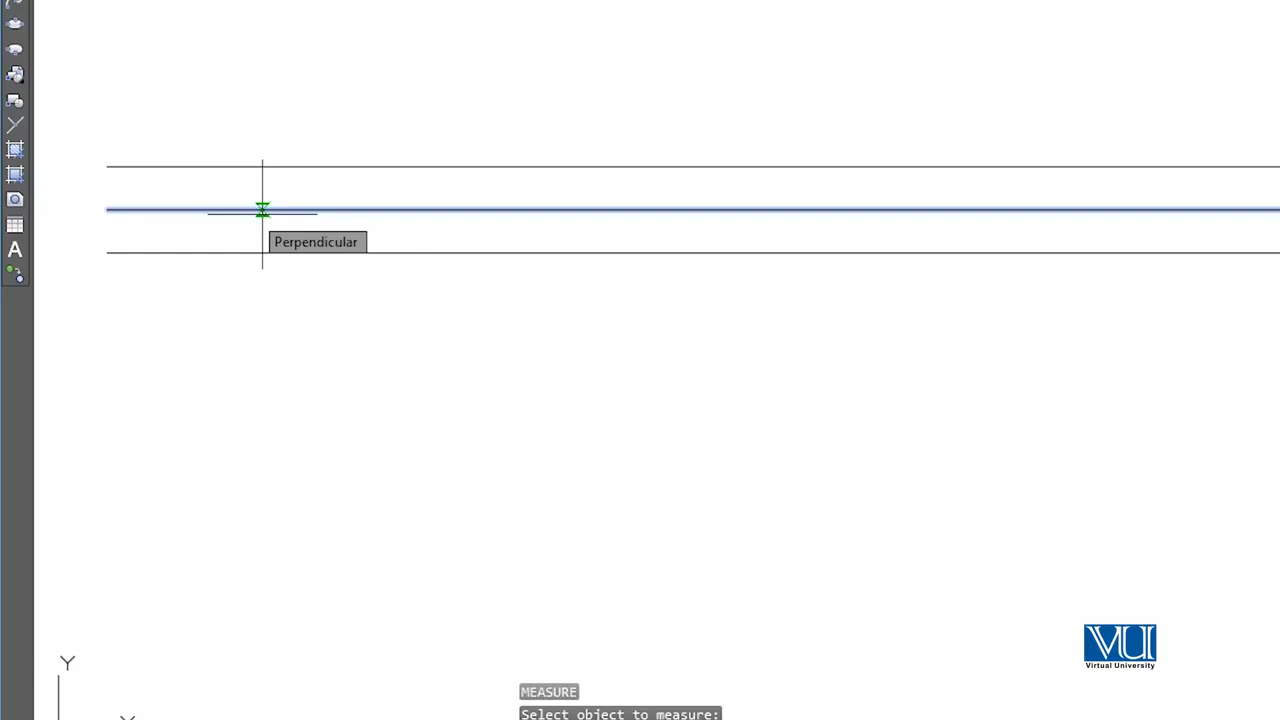 A
Perpendicular
VU
Virtual University
Y
MEASURE
Select object to measure: